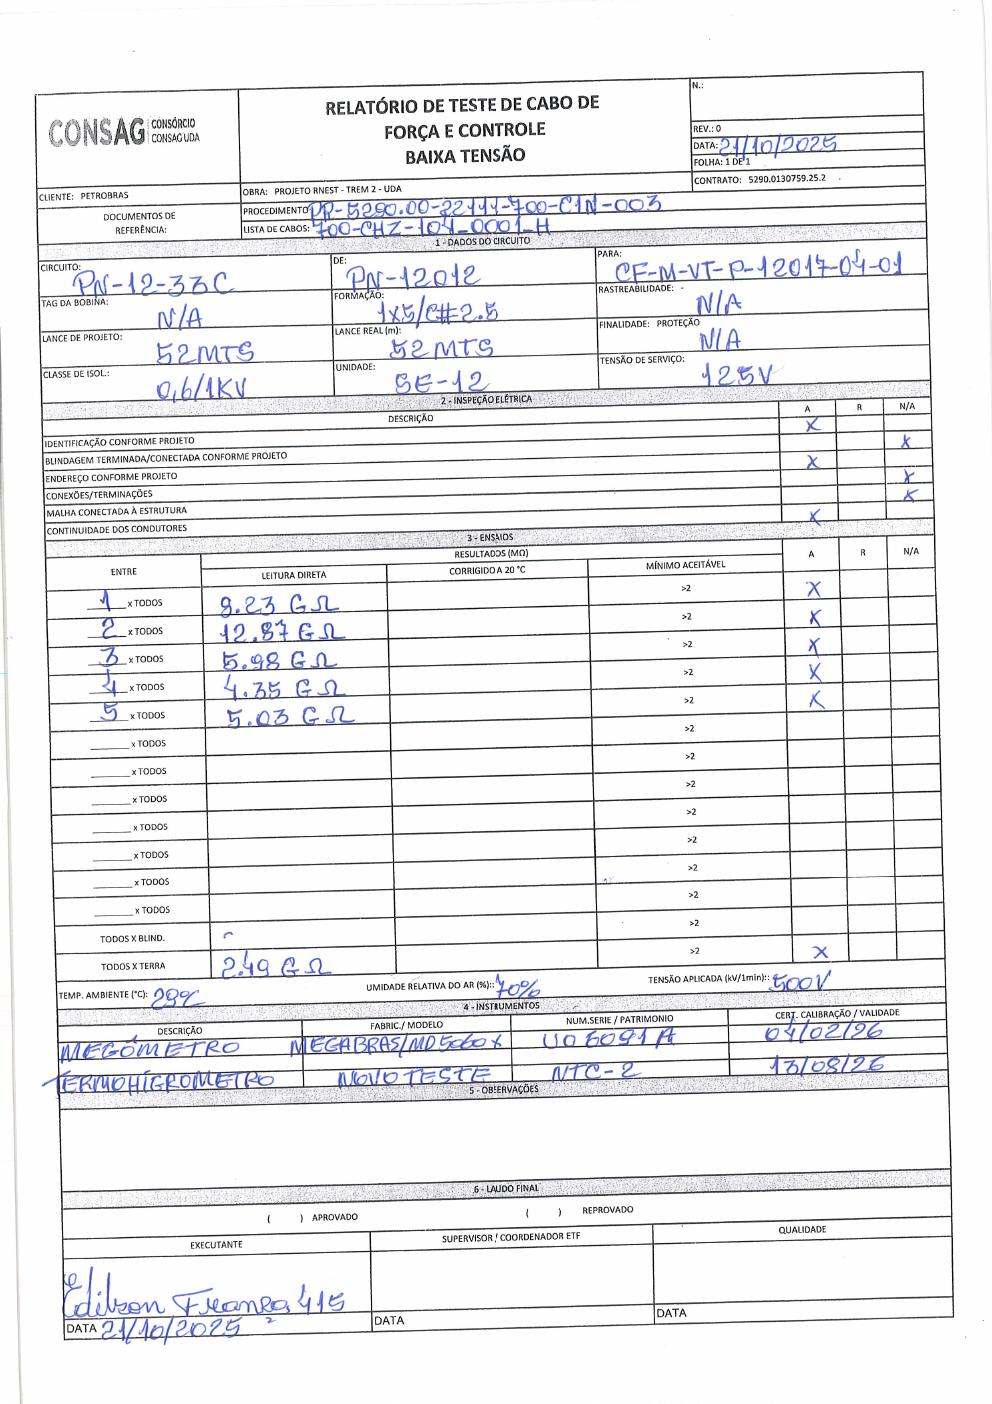 CONSAG CONSÓRCIO CONSAG UDA
RELATÓRIO DE TESTE DE CABO DE
FORÇA E CONTROLE
BAIXA TENSÃO
N.:
REV.: 0
DATA: 21/10/2025
FOLHA: 1 DE 1
CLIENTE: PETROBRAS
OBRA: PROJETO RNEST - TREM 2 - UDA
CONTRATO: 5290.0130759.25.2
DOCUMENTOS DE
REFERÊNCIA:
PROCEDIMENTO PR-5290.00-22111-700-C1N-003
LISTA DE CABOS: 700-CHZ-104-0001_H
1 - DADOS DO CIRCUITO
CIRCUITO: PN-12-33C
DE: PN-12012
PARA: CF-M-VT-P-12017-04-01
TAG DA BOBINA: N/A
FORMAÇÃO: 1x5/C#2.5
RASTREABILIDADE: - N/A
LANCE DE PROJETO: 52MTS
LANCE REAL (m): 52MTS
FINALIDADE: PROTEÇÃO N/A
CLASSE DE ISOL.: 0,6/1KV
UNIDADE: SE-12
TENSÃO DE SERVIÇO: 125V
2 - INSPEÇÃO ELÉTRICA
DESCRIÇÃO A R N/A
IDENTIFICAÇÃO CONFORME PROJETO X
BLINDAGEM TERMINADA/CONECTADA CONFORME PROJETO X
ENDEREÇO CONFORME PROJETO X
CONEXÕES/TERMINAÇÕES X
MALHA CONECTADA À ESTRUTURA X
CONTINUIDADE DOS CONDUTORES X
3 - ENSAIOS
ENTRE RESULTADOS (MΩ) A R N/A
LEITURA DIRETA CORRIGIDO A 20 °C MÍNIMO ACEITÁVEL
1 x TODOS 9.23 GΩ >2 X
2 x TODOS 12.87 GΩ >2 X
3 x TODOS 5.98 GΩ >2 X
4 x TODOS 4.35 GΩ >2 X
5 x TODOS 5.03 GΩ >2 X
x TODOS >2
x TODOS >2
x TODOS >2
x TODOS >2
x TODOS >2
x TODOS >2
x TODOS >2
TODOS X BLIND. - >2
TODOS X TERRA 2.49 GΩ >2 X
TEMP. AMBIENTE (°C): 29°C UMIDADE RELATIVA DO AR (%):: 70% TENSÃO APLICADA (kV/1min):: 500V
4 - INSTRUMENTOS
DESCRIÇÃO FABRIC./ MODELO NUM.SERIE / PATRIMONIO CERT. CALIBRAÇÃO / VALIDADE
MEGÔMETRO MEGABRAS/MD5060X UO5091A 04/02/26
TERMOHÍGROMETRO NOVOTESTE NTC-2 13/08/26
5 - OBSERVAÇÕES
6 - LAUDO FINAL
( ) APROVADO ( ) REPROVADO
EXECUTANTE SUPERVISOR / COORDENADOR ETF QUALIDADE
Edilson França 415
DATA 21/10/2025 DATA DATA